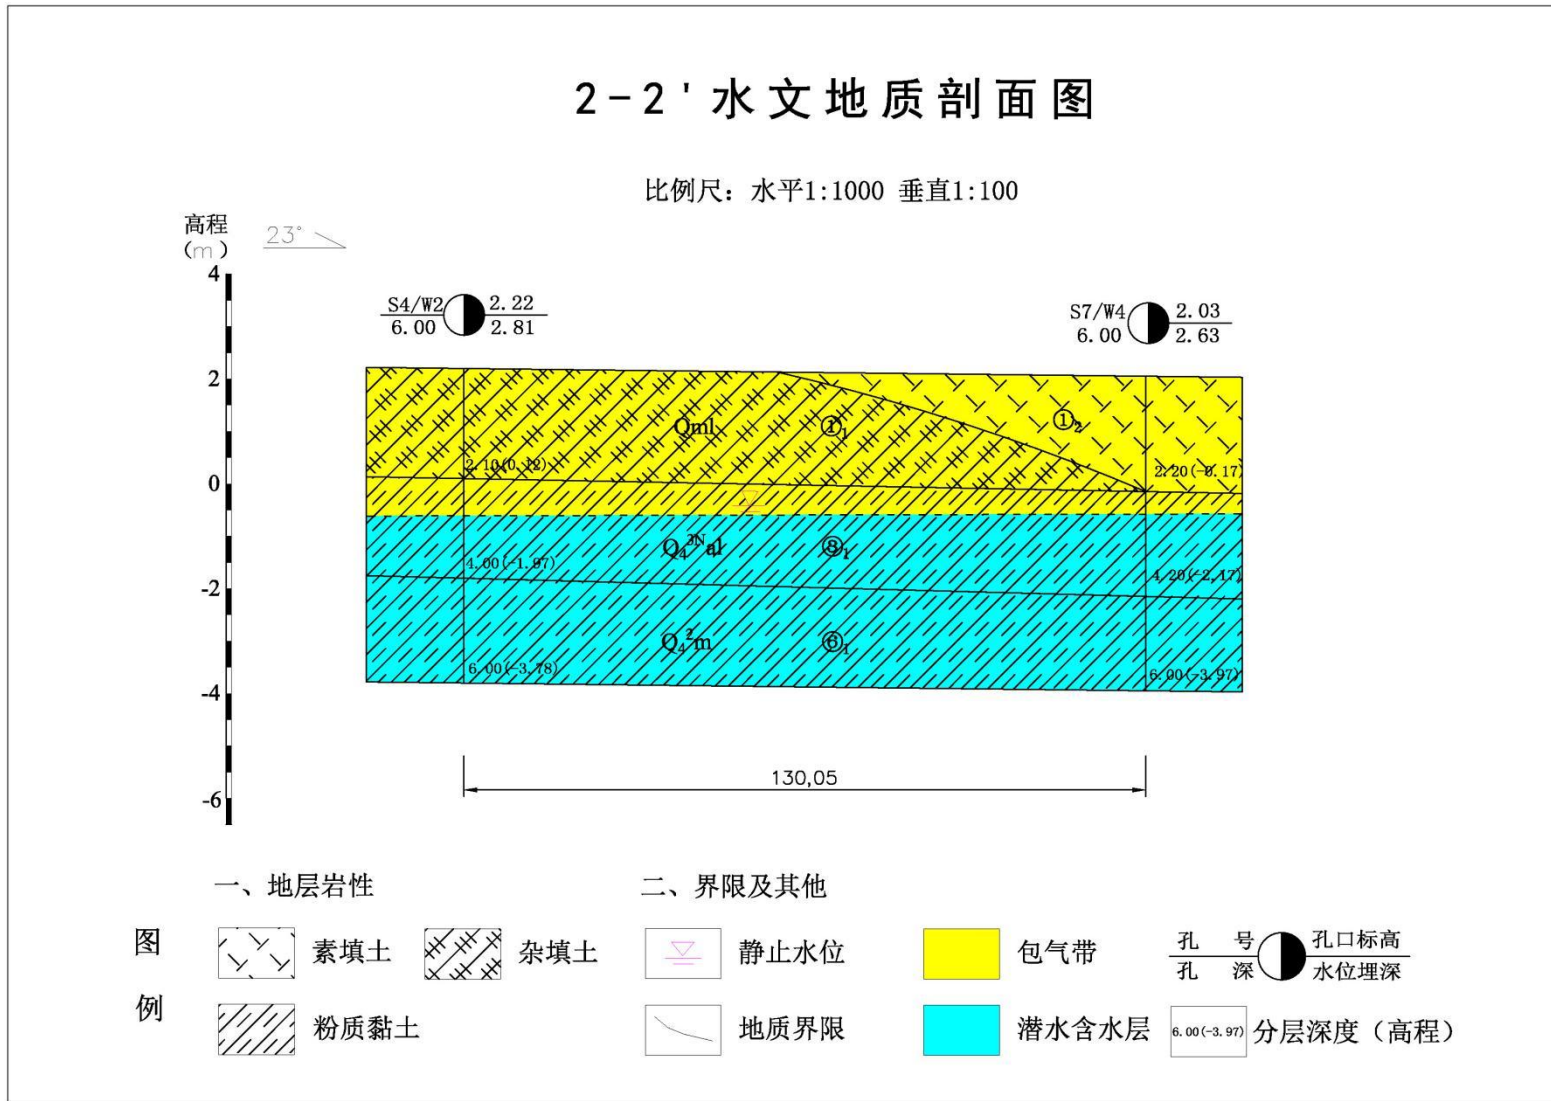 2-2'水文地质剖面图
比例尺：水平1:1000 垂直1:100
高程
(m)
23°
4
2
0
-2
-4
-6
S4/W2 2.22
6.00 2.81
S7/W4 2.03
6.00 2.63
Qml ①₁ ①₂
2.10(0.12) 2.20(-0.17)
Q₄³ᴺal ⑧₁
4.00(-1.97) 4.20(-2.17)
Q₄²m ⑥₁
6.00(-3.78) 6.00(-3.97)
130,05
一、地层岩性 二、界限及其他
图例
素填土 杂填土 静止水位 包气带 孔号 孔口标高
孔深 水位埋深
粉质黏土 地质界限 潜水含水层 6.00(-3.97) 分层深度（高程）